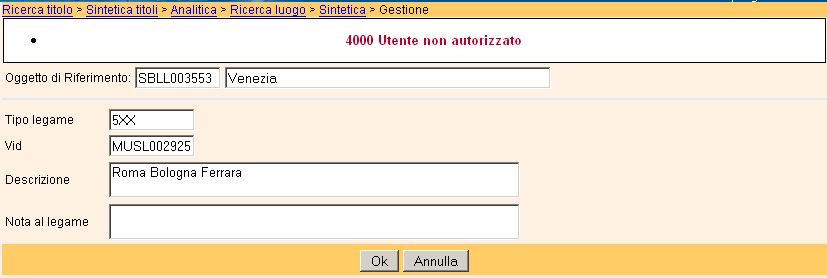 Ricerca titolo > Sintetica titoli > Analitica > Ricerca luogo > Sintetica > Gestione
• 4000 Utente non autorizzato
Oggetto di Riferimento: SBLL003553 Venezia
Tipo legame 5XX
Vid MUSL002925
Descrizione Roma Bologna Ferrara
Nota al legame
Ok Annulla